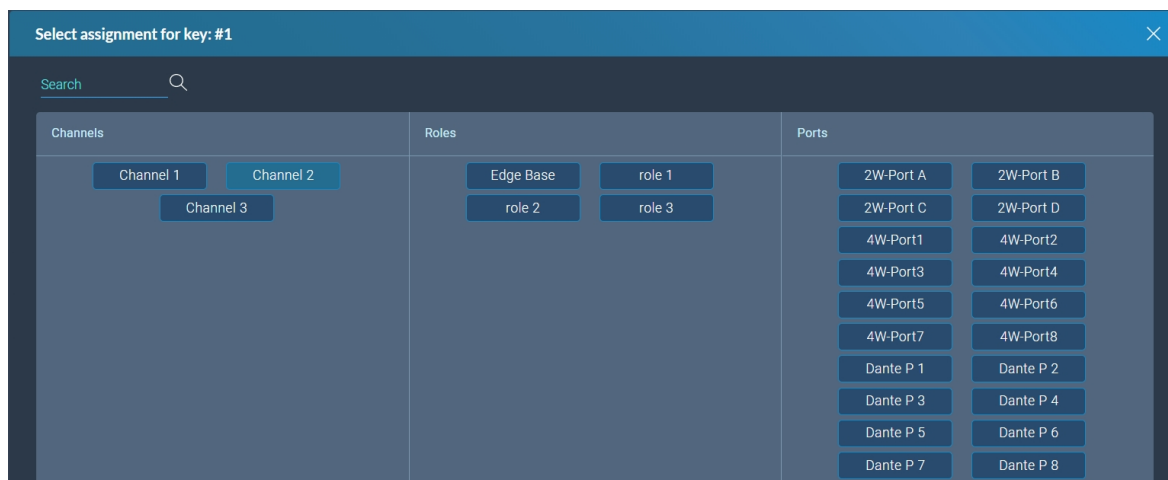 Select assignment for key: #1
Search
Channels
Roles
Ports
Channel 1
Channel 2
Channel 3
Edge Base
role 1
role 2
role 3
2W-Port A
2W-Port B
2W-Port C
2W-Port D
4W-Port1
4W-Port2
4W-Port3
4W-Port4
4W-Port5
4W-Port6
4W-Port7
4W-Port8
Dante P 1
Dante P 2
Dante P 3
Dante P 4
Dante P 5
Dante P 6
Dante P 7
Dante P 8